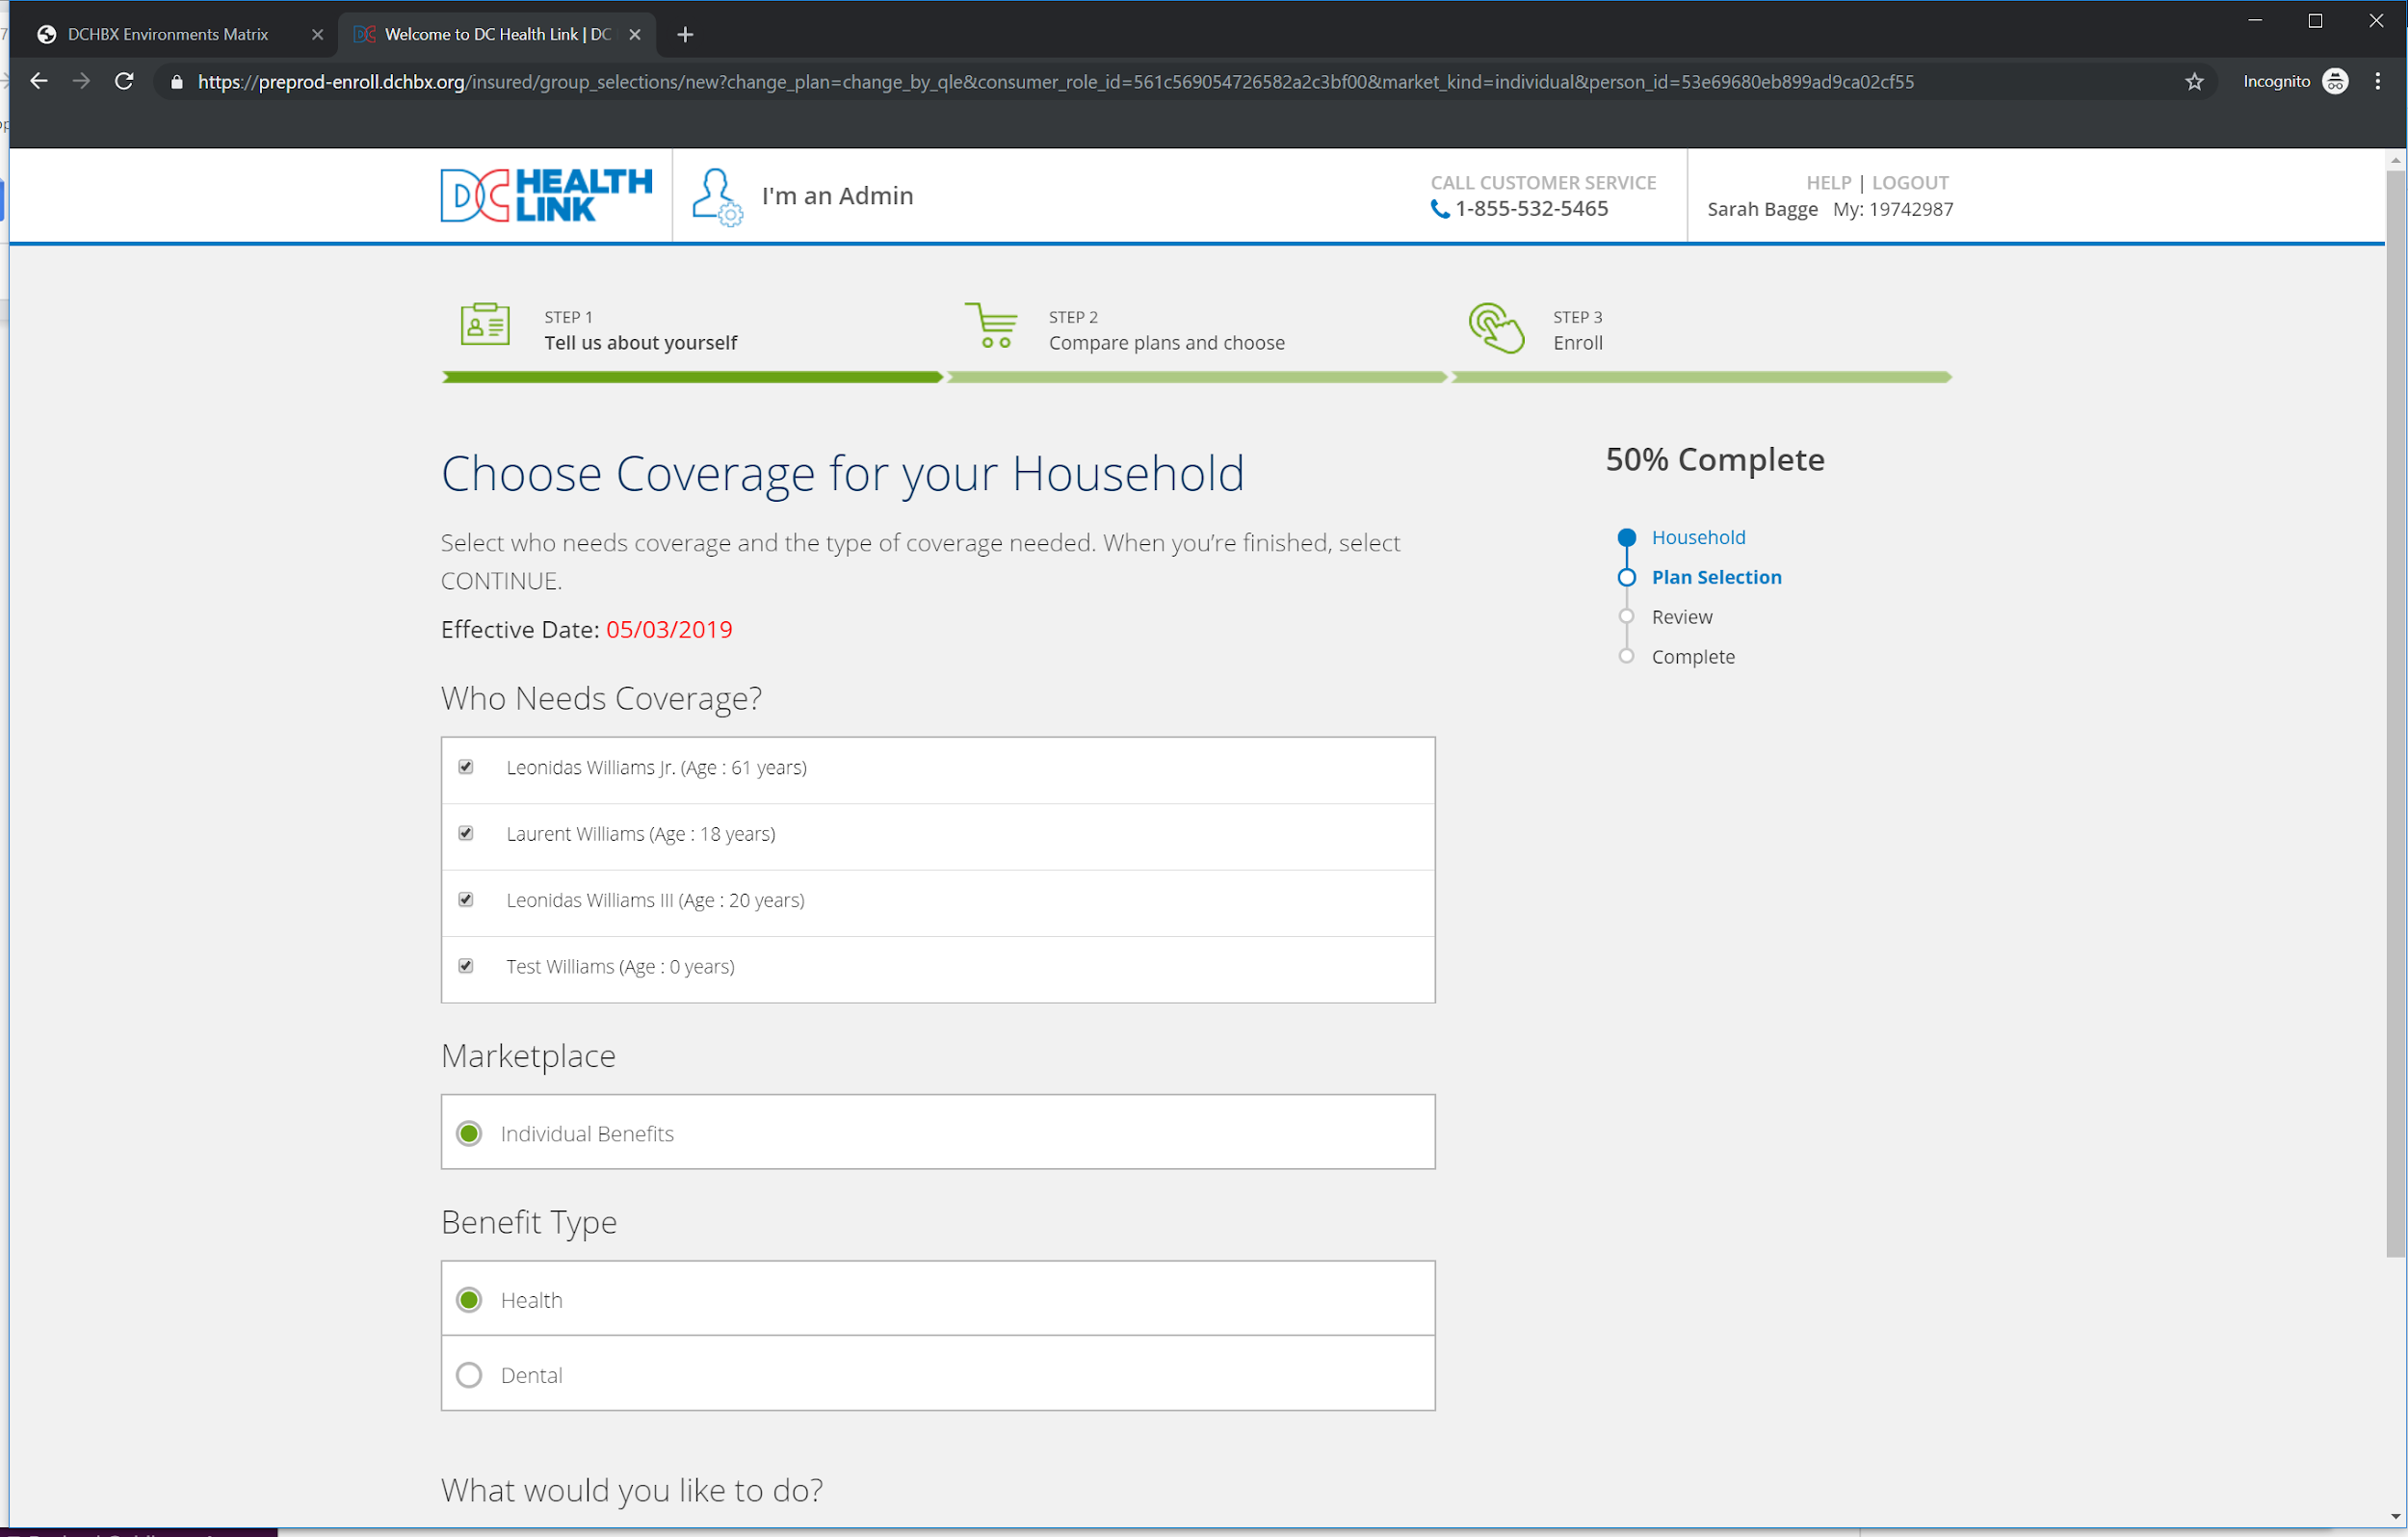 DCHBX Environments Matrix
Welcome to DC Health Link | DC
https://preprod-enroll.dchbx.org/insured/group_selections/new?change_plan=change_by_qle&consumer_role_id=561c569054726582a2c3bf00&market_kind=individual&person_id=53e69680eb899ad9ca02cf55
Incognito
DC HEALTH LINK
I'm an Admin
CALL CUSTOMER SERVICE
1-855-532-5465
HELP | LOGOUT
Sarah Bagge My: 19742987
STEP 1
Tell us about yourself
STEP 2
Compare plans and choose
STEP 3
Enroll
Choose Coverage for your Household
Select who needs coverage and the type of coverage needed. When you’re finished, select
CONTINUE.
Effective Date: 05/03/2019
Who Needs Coverage?
Leonidas Williams Jr. (Age : 61 years)
Laurent Williams (Age : 18 years)
Leonidas Williams III (Age : 20 years)
Test Williams (Age : 0 years)
Marketplace
Individual Benefits
Benefit Type
Health
Dental
What would you like to do?
50% Complete
Household
Plan Selection
Review
Complete